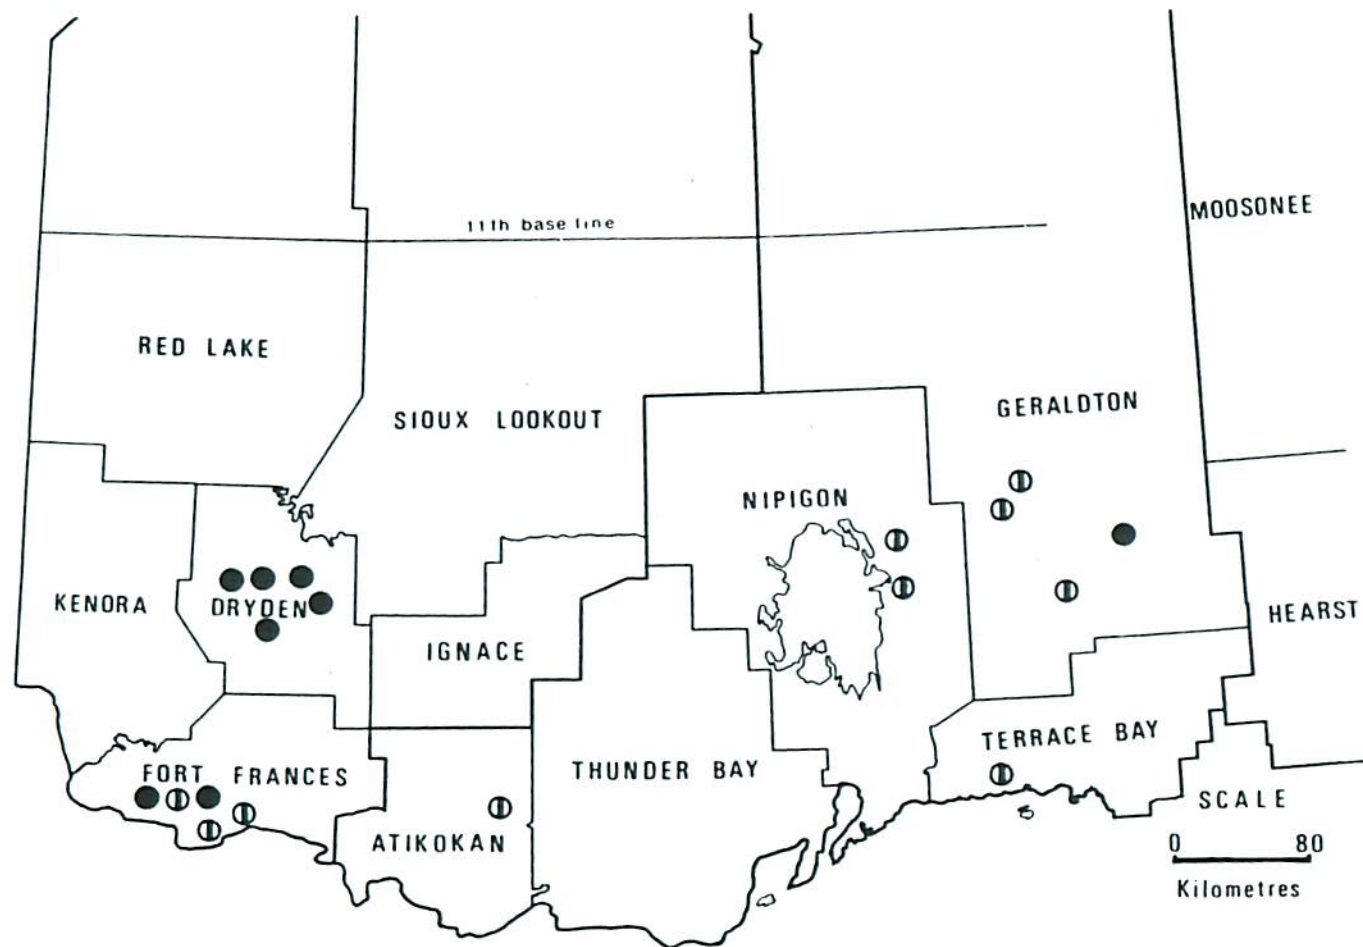 MOOSONEE
11th base line
RED LAKE
GERALDTON
SIOUX LOOKOUT
NIPIGON
KENORA
DRYDEN
HEARST
IGNACE
TERRACE BAY
FORT FRANCES
THUNDER BAY
SCALE
ATIKOKAN
0 80
Kilometres